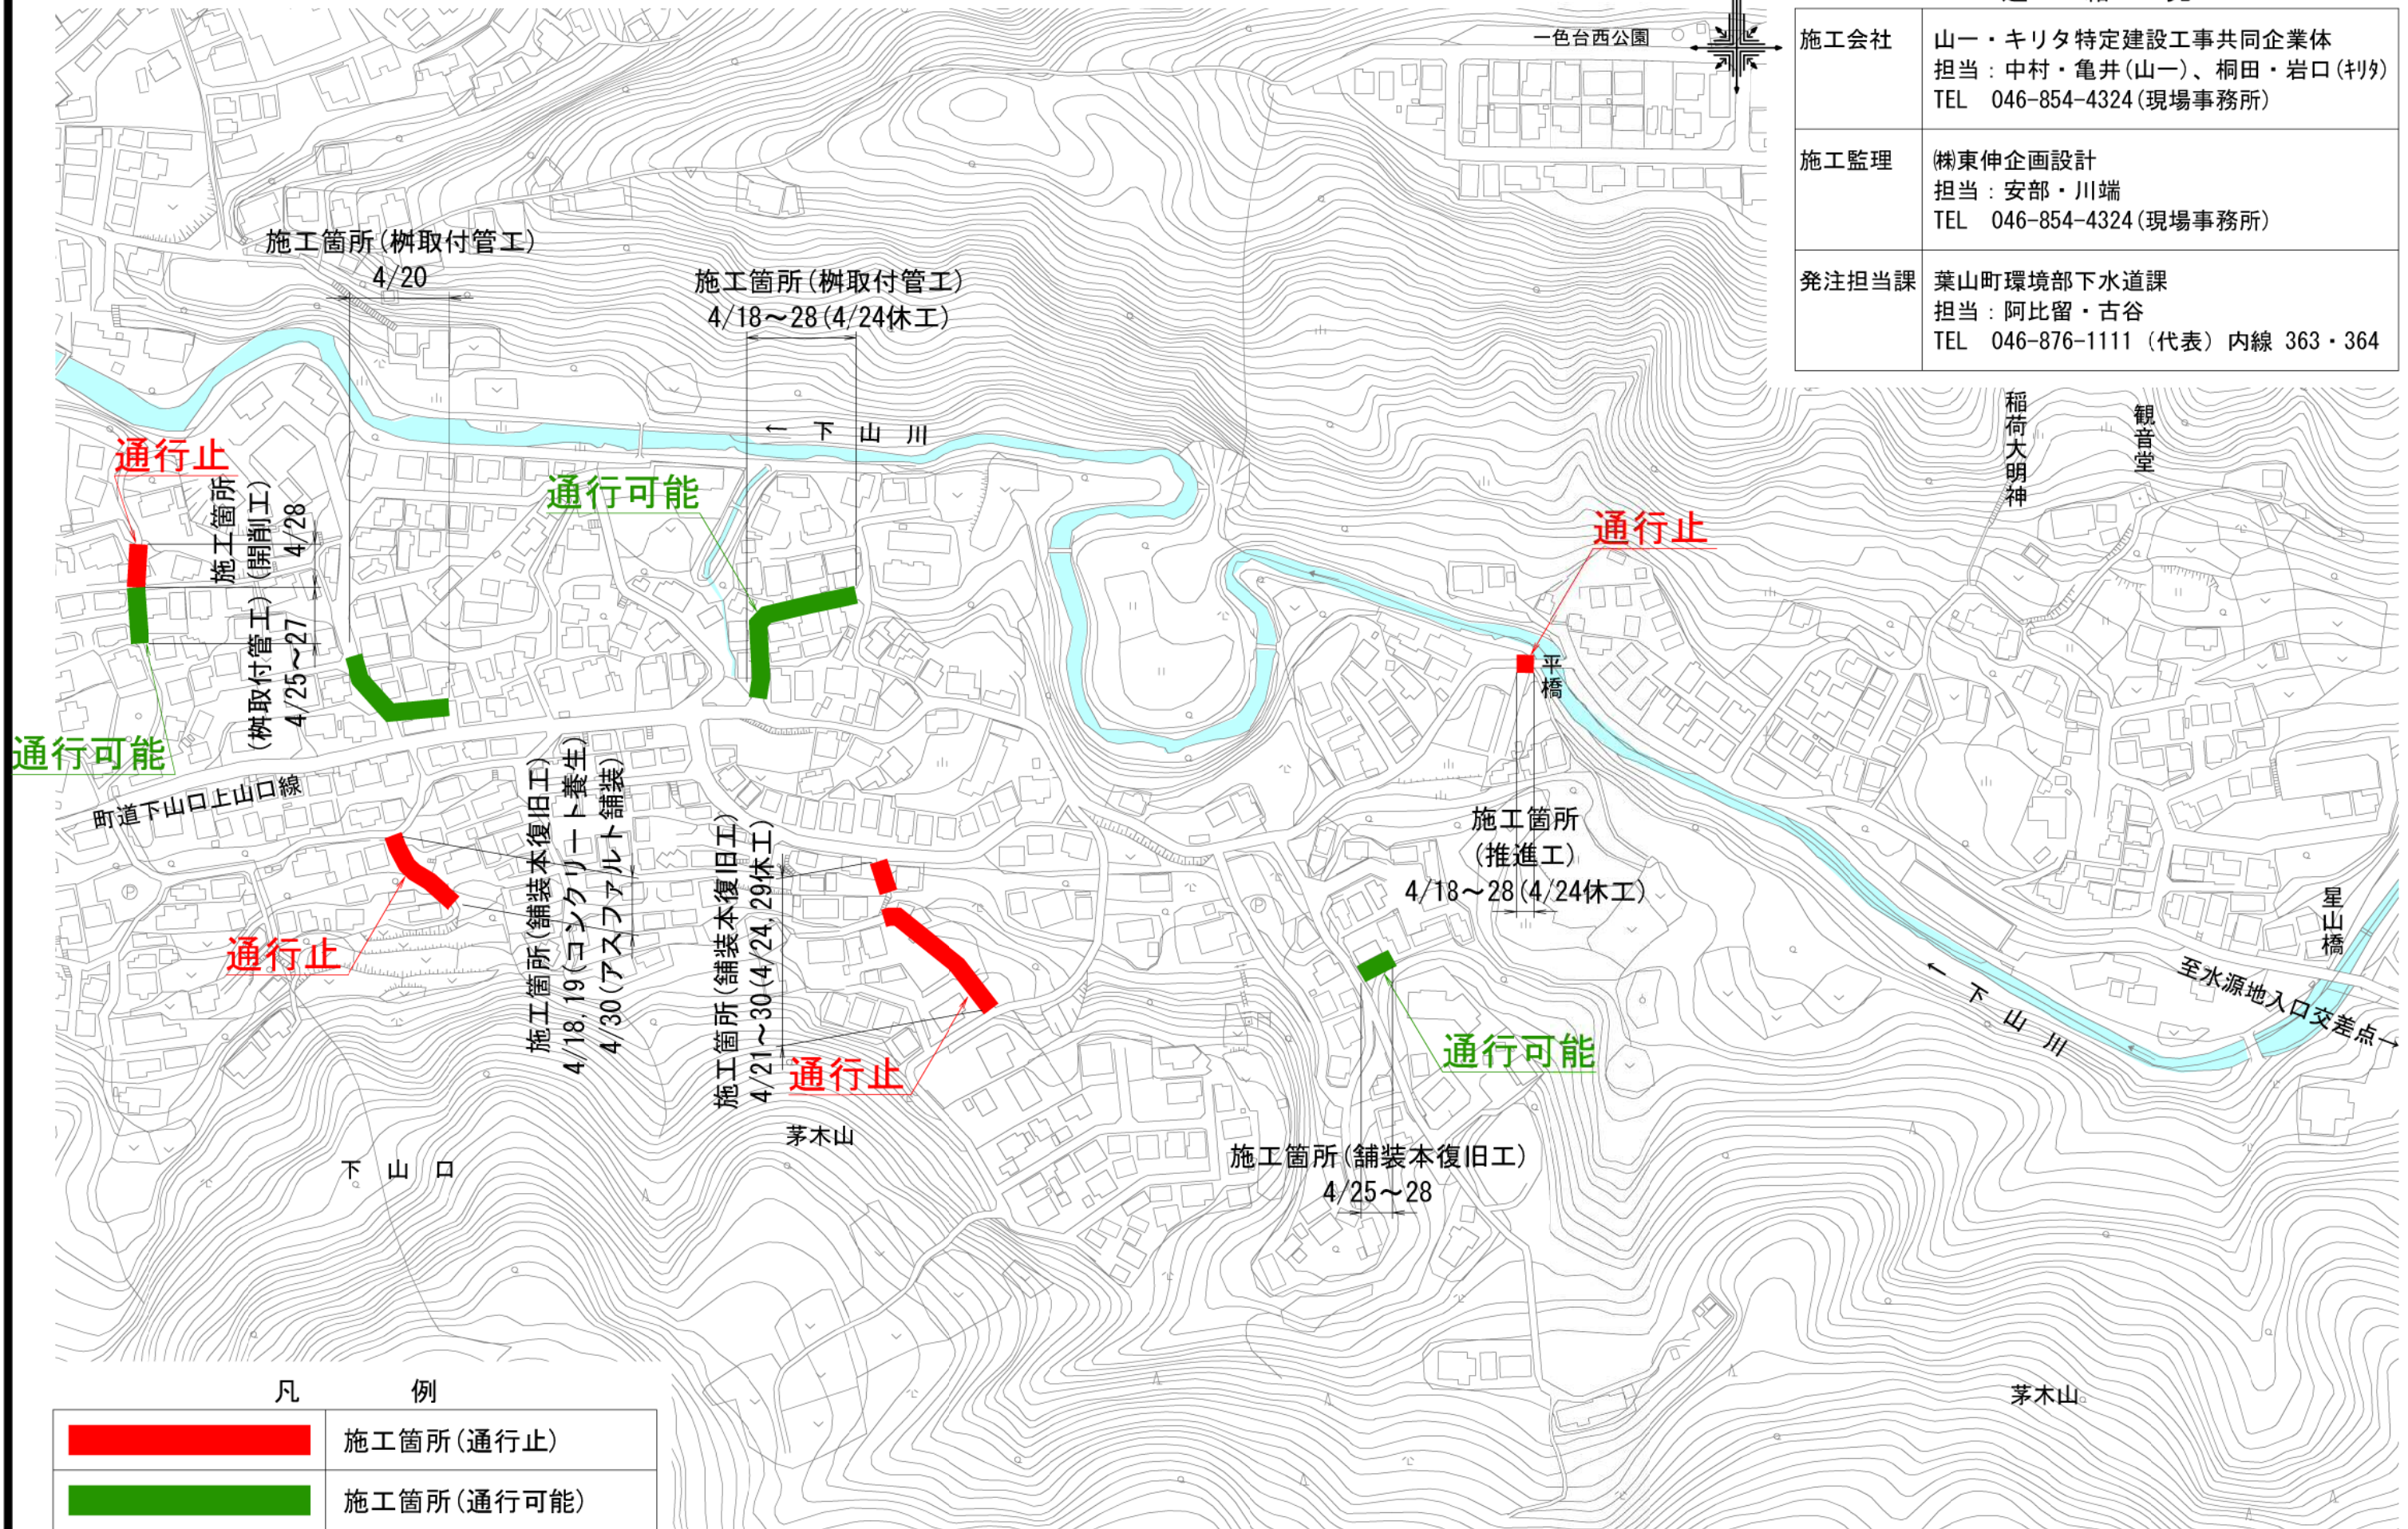 一色台西公園
施工会社
山一・キリタ特定建設工事共同企業体
担当：中村・亀井(山一)、桐田・岩口(ｷﾘﾀ)
TEL 046-854-4324(現場事務所)
施工監理
㈱東伸企画設計
担当：安部・川端
TEL 046-854-4324(現場事務所)
発注担当課
葉山町環境部下水道課
担当：阿比留・古谷
TEL 046-876-1111 (代表) 内線 363・364
施工箇所(桝取付管工)
4/20
施工箇所(桝取付管工)
4/18～28(4/24休工)
← 下山川
稲荷大明神
観音堂
通行止
施工箇所
(開削工)
4/28
(桝取付管工)
4/25～27
通行可能
通行可能
通行止
平橋
町道下山口上山口線
施工箇所(舗装本復旧工)
4/18,19(コンクリート養生)
4/30(アスファルト舗装)
通行止
施工箇所(舗装本復旧工)
4/21～30(4/24,29休工)
通行止
施工箇所
(推進工)
4/18～28(4/24休工)
P
P
星山橋
至水源地入口交差点→
← 下山川
通行可能
施工箇所(舗装本復旧工)
4/25～28
下山口
茅木山
茅木山
凡例
施工箇所(通行止)
施工箇所(通行可能)